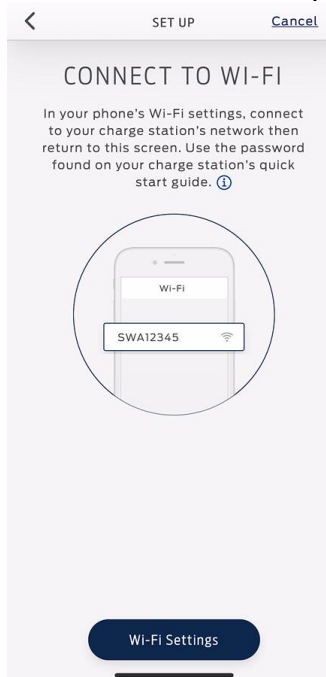 SET UP
Cancel
CONNECT TO WI-FI
In your phone's Wi-Fi settings, connect
to your charge station's network then
return to this screen. Use the password
found on your charge station's quick
start guide.
Wi-Fi
SWA12345
Wi-Fi Settings